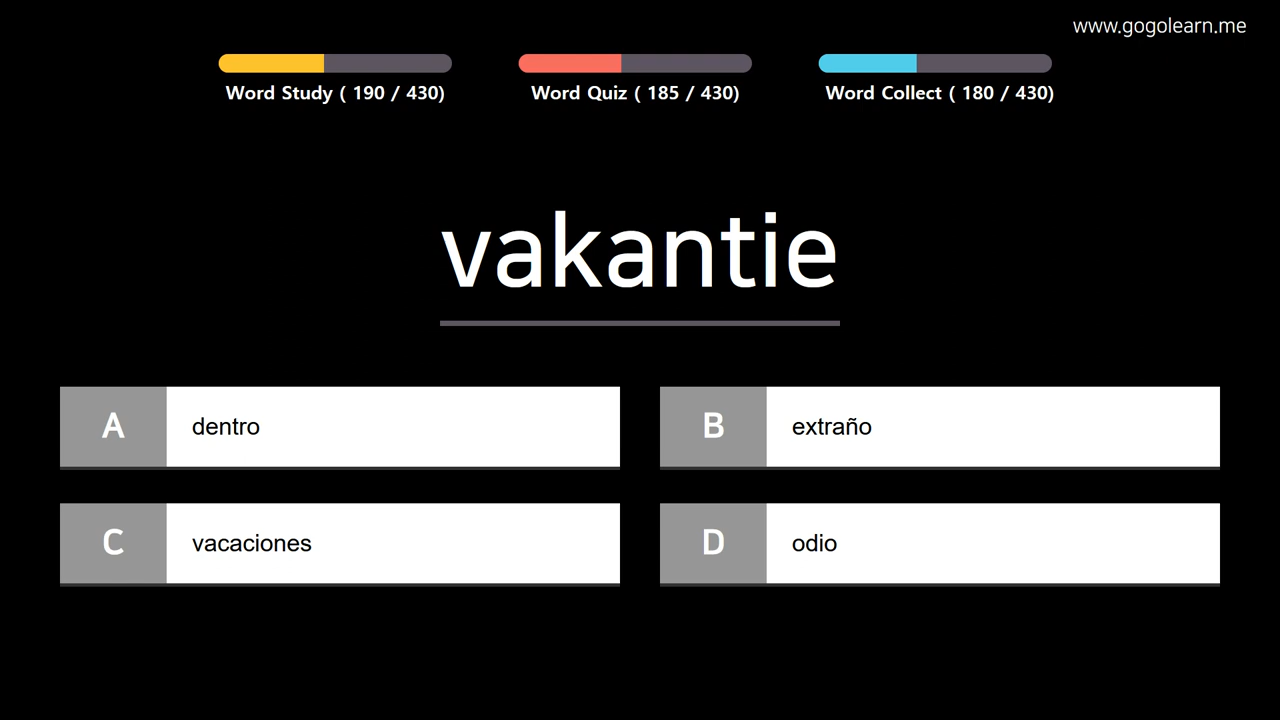 www.gogolearn.me
Word Study ( 190 / 430)
Word Quiz ( 185 / 430)
Word Collect ( 180 / 430)
vakantie
A
dentro
B
extraño
C
vacaciones
D
odio